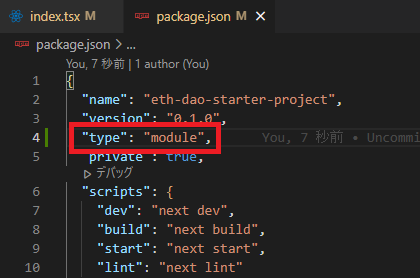 index.tsx
package.json
package.json > ...
You, 7 秒前 | 1 author (You)
1 {
2 "name": "eth-dao-starter-project",
3 "version": "0.1.0",
4 "type": "module", You, 7 秒前 • Uncommi
5 "private": true,
デバッグ
6 "scripts": {
7 "dev": "next dev",
8 "build": "next build",
9 "start": "next start",
10 "lint": "next lint"